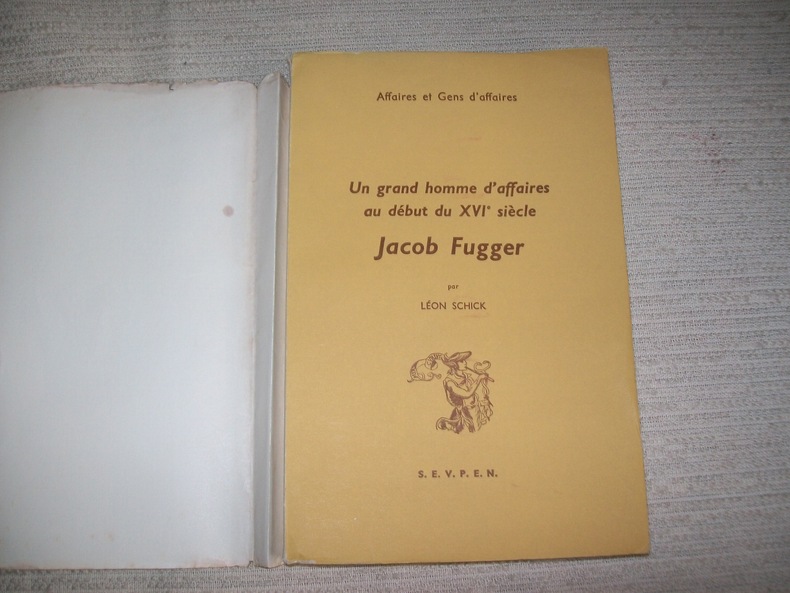 Affaires et Gens d'affaires
Un grand homme d'affaires
au début du XVIe siècle
Jacob Fugger
par
LÉON SCHICK
S. E. V. P. E. N.